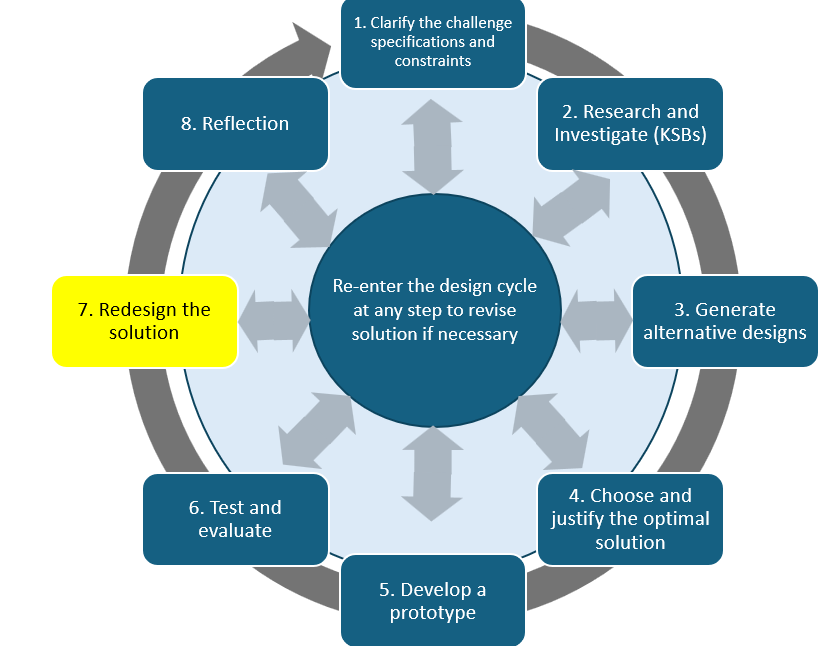 1. Clarify the challenge
specifications and
constraints
2. Research and
Investigate (KSBs)
3. Generate
alternative designs
4. Choose and
justify the optimal
solution
5. Develop a
prototype
6. Test and
evaluate
7. Redesign the
solution
8. Reflection
Re-enter the design cycle
at any step to revise
solution if necessary